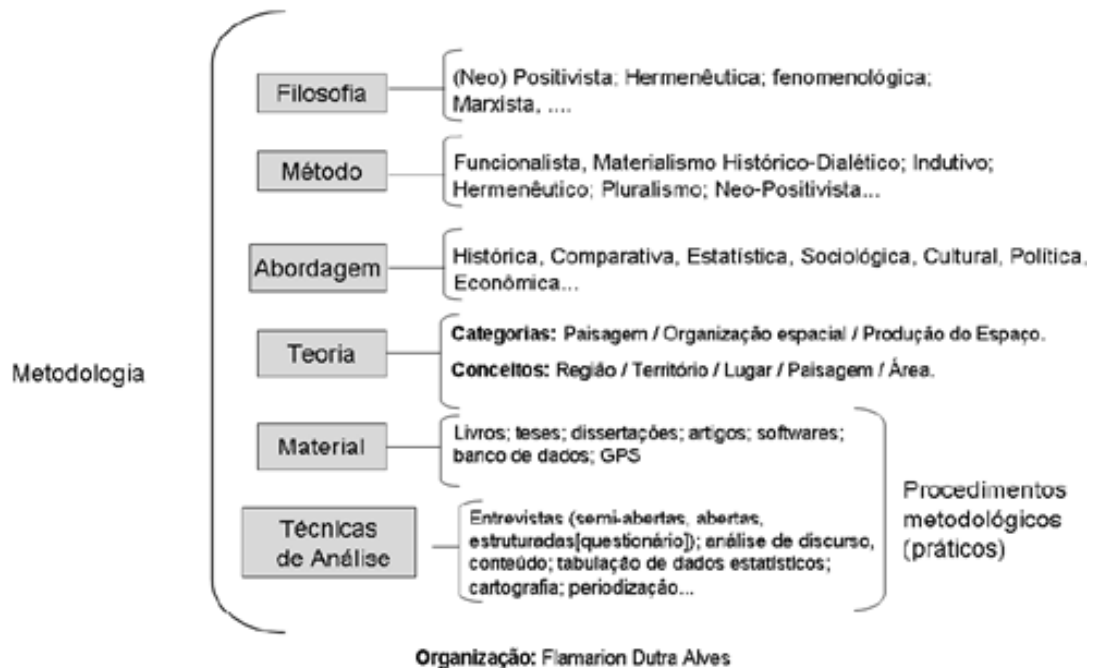 Metodologia
Filosofia
(Neo) Positivista; Hermenêutica; fenomenológica;
Marxista, ....
Método
Funcionalista, Materialismo Histórico-Dialético; Indutivo;
Hermenêutico; Pluralismo; Neo-Positivista...
Abordagem
Histórica, Comparativa, Estatística, Sociológica, Cultural, Política,
Econômica...
Teoria
Categorias: Paisagem / Organização espacial / Produção do Espaço.
Conceitos: Região / Território / Lugar / Paisagem / Área.
Material
Livros; teses; dissertações; artigos; softwares;
banco de dados; GPS
Técnicas
de Análise
Entrevistas (semi-abertas, abertas,
estruturadas[questionário]); análise de discurso,
conteúdo; tabulação de dados estatísticos;
cartografia; periodização...
Procedimentos
metodológicos
(práticos)
Organização: Flamarion Dutra Alves